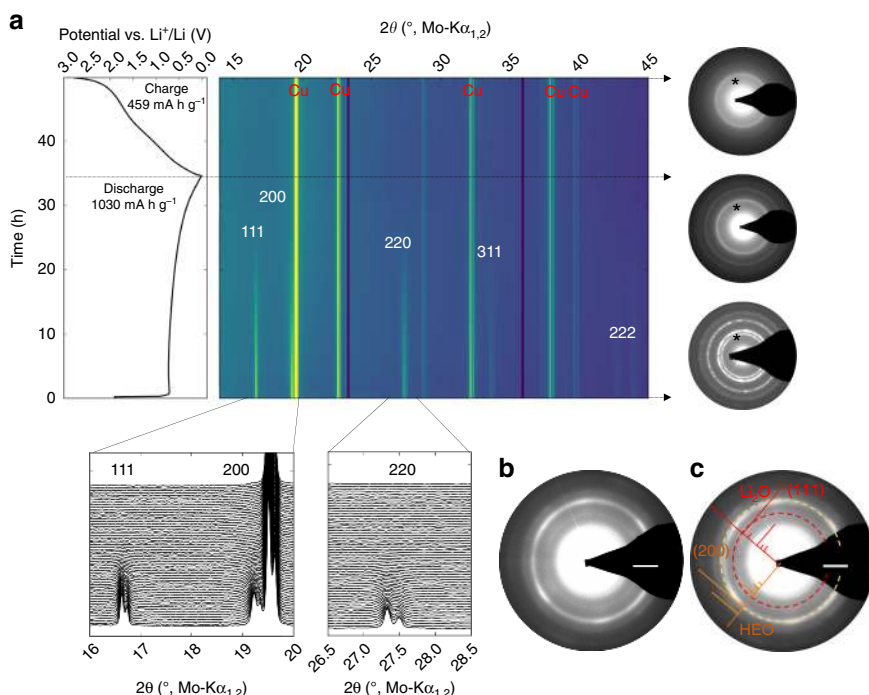 a
Potential vs. Li⁺/Li (V)
3.0 2.5 2.0 1.5 1.0 0.5 0.0
2θ (°, Mo-Kα₁,₂)
15 20 25 30 35 40 45
Charge
459 mA h g⁻¹
Discharge
1030 mA h g⁻¹
Time (h)
40
30
20
10
0
Cu Cu Cu Cu Cu
200
111
220
311
222
*
*
*
111 200
16 17 18 19 20
2θ (°, Mo-Kα₁,₂)
220
26.5 27.0 27.5 28.0 28.5
2θ (°, Mo-Kα₁,₂)
b
c
Li₂O (111)
(200)
HEO